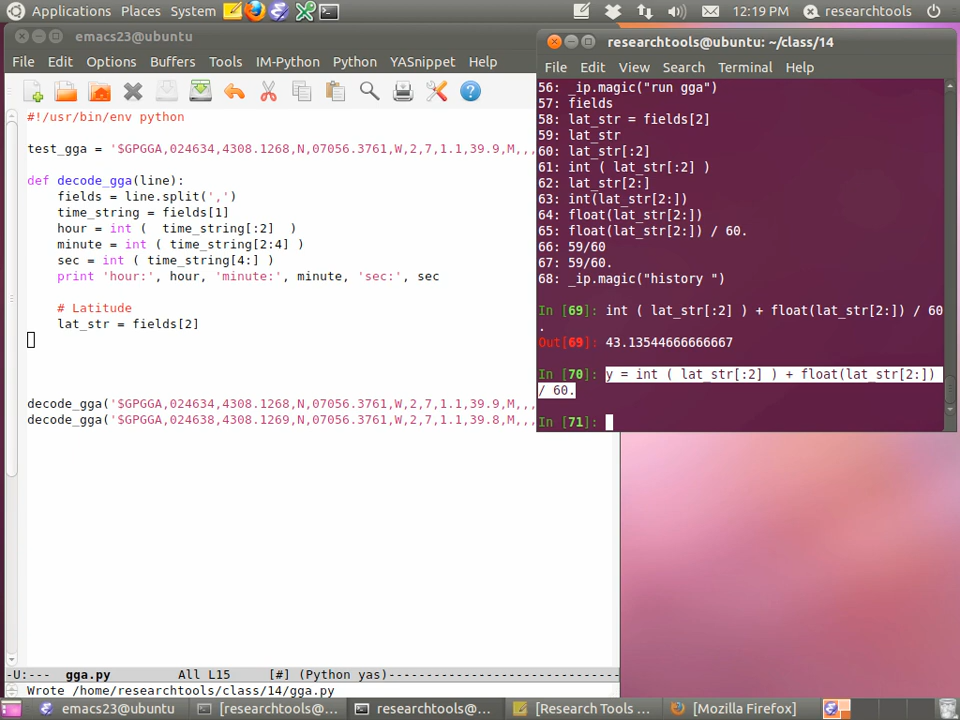 Applications Places System 12:19 PM researchtools
emacs23@ubuntu
File Edit Options Buffers Tools IM-Python Python YASnippet Help
#!/usr/bin/env python
test_gga = '$GPGGA,024634,4308.1268,N,07056.3761,W,2,7,1.1,39.9,M,,,
def decode_gga(line):
fields = line.split(',')
time_string = fields[1]
hour = int (  time_string[:2]  )
minute = int ( time_string[2:4] )
sec = int ( time_string[4:] )
print 'hour:', hour, 'minute:', minute, 'sec:', sec
# Latitude
lat_str = fields[2]
decode_gga('$GPGGA,024634,4308.1268,N,07056.3761,W,2,7,1.1,39.9,M,,,
decode_gga('$GPGGA,024638,4308.1269,N,07056.3761,W,2,7,1.1,39.8,M,,,
-U:--- gga.py All L15 [#] (Python yas)------------------------------
Wrote /home/researchtools/class/14/gga.py
researchtools@ubuntu: ~/class/14
File Edit View Search Terminal Help
56: _ip.magic("run gga")
57: fields
58: lat_str = fields[2]
59: lat_str
60: lat_str[:2]
61: int ( lat_str[:2] )
62: lat_str[2:]
63: int(lat_str[2:])
64: float(lat_str[2:])
65: float(lat_str[2:]) / 60.
66: 59/60
67: 59/60.
68: _ip.magic("history ")
In [69]: int ( lat_str[:2] ) + float(lat_str[2:]) / 60
.
Out[69]: 43.13544666666667
In [70]: y = int ( lat_str[:2] ) + float(lat_str[2:])
/ 60.
In [71]:
emacs23@ubuntu [researchtools@... researchtools@... [Research Tools ... [Mozilla Firefox]